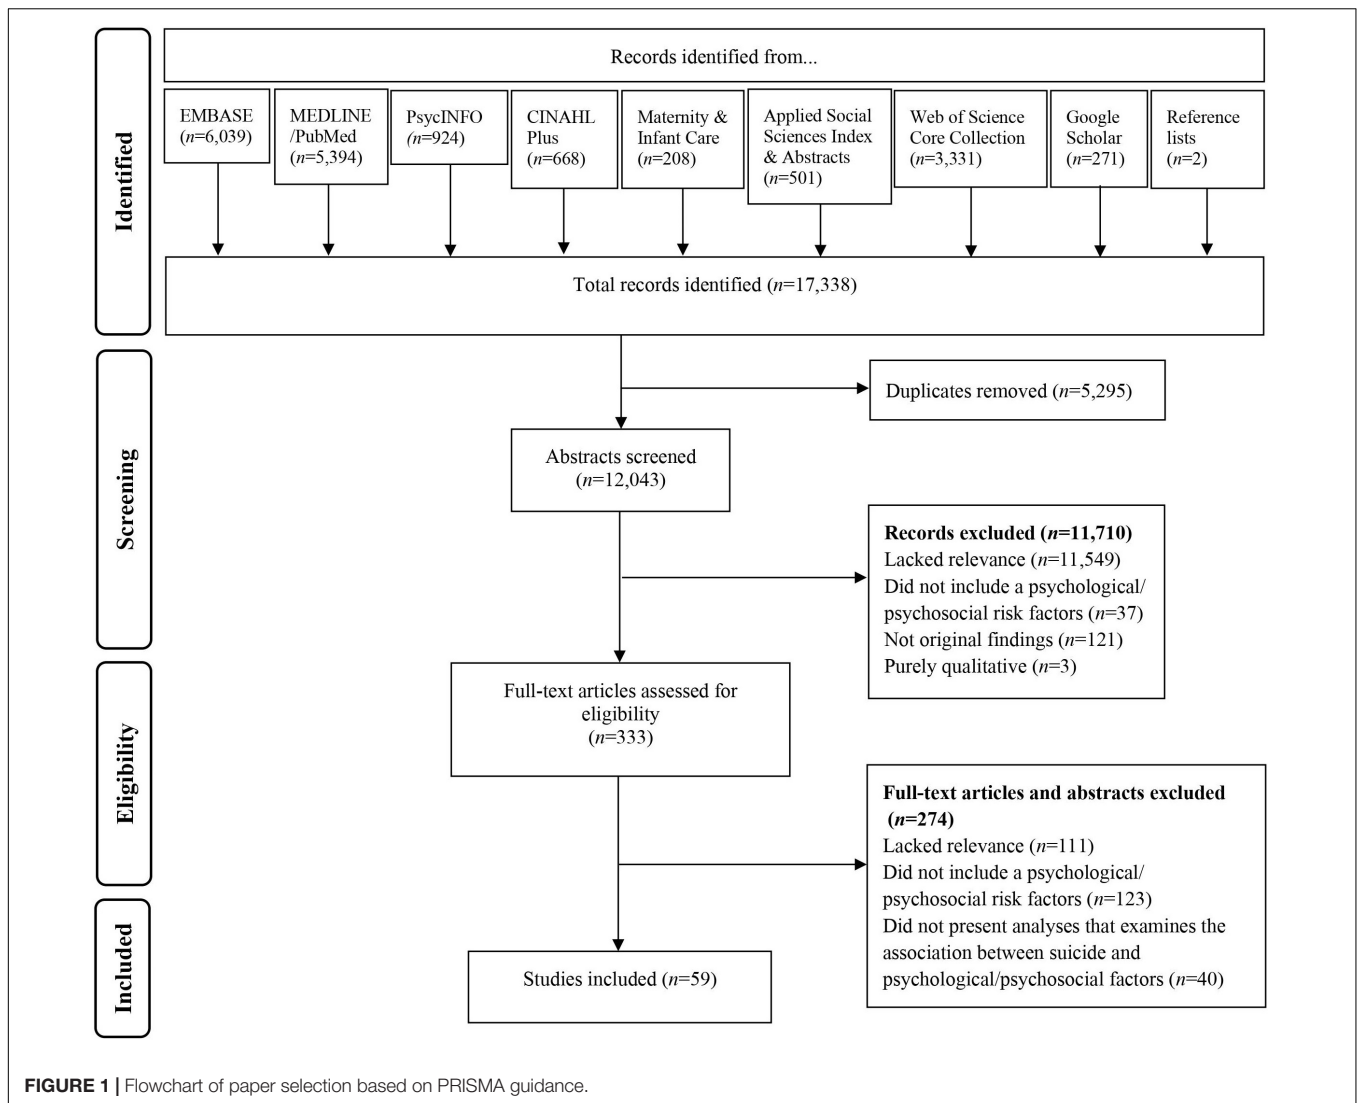 Identified
Records identified from...
EMBASE
(n=6,039)
MEDLINE
/PubMed
(n=5,394)
PsycINFO
(n=924)
CINAHL
Plus
(n=668)
Maternity &
Infant Care
(n=208)
Applied Social
Sciences Index
& Abstracts
(n=501)
Web of Science
Core Collection
(n=3,331)
Google
Scholar
(n=271)
Reference
lists
(n=2)
Total records identified (n=17,338)
Screening
Duplicates removed (n=5,295)
Abstracts screened
(n=12,043)
Records excluded (n=11,710)
Lacked relevance (n=11,549)
Did not include a psychological/
psychosocial risk factors (n=37)
Not original findings (n=121)
Purely qualitative (n=3)
Eligibility
Full-text articles assessed for
eligibility
(n=333)
Full-text articles and abstracts excluded
(n=274)
Lacked relevance (n=111)
Did not include a psychological/
psychosocial risk factors (n=123)
Did not present analyses that examines the
association between suicide and
psychological/psychosocial factors (n=40)
Included
Studies included (n=59)
FIGURE 1 | Flowchart of paper selection based on PRISMA guidance.